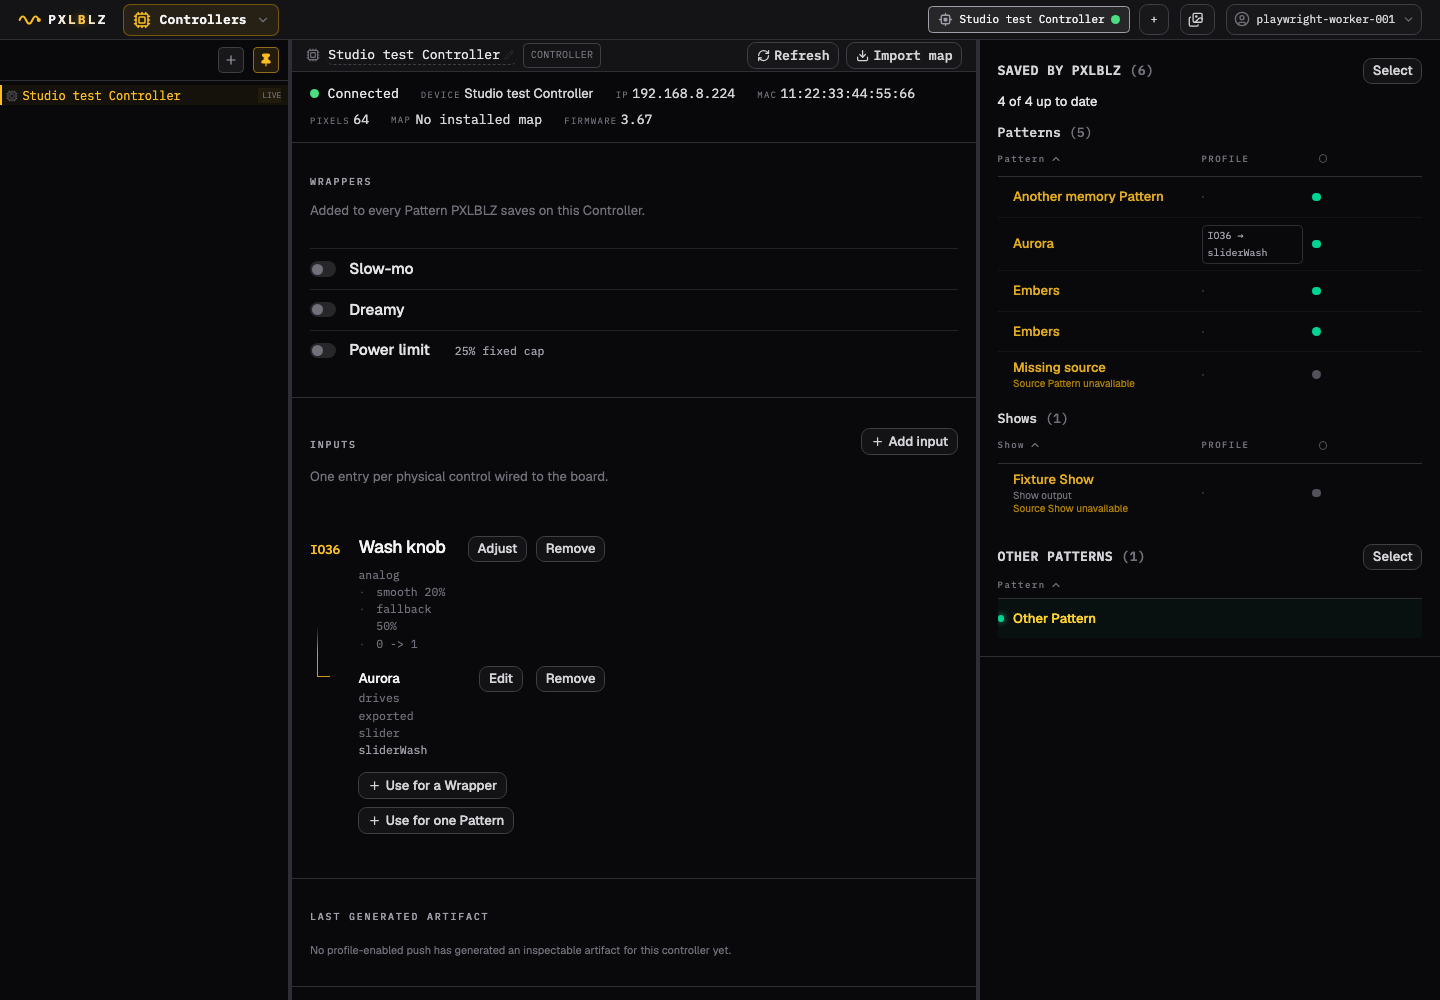 PXLBLZ
Controllers
Studio test Controller
+
playwright-worker-001
+
Studio test Controller
LIVE
Studio test Controller
CONTROLLER
Refresh
Import map
Connected
DEVICE Studio test Controller
IP 192.168.8.224
MAC 11:22:33:44:55:66
PIXELS 64
MAP No installed map
FIRMWARE 3.67
WRAPPERS
Added to every Pattern PXLBLZ saves on this Controller.
Slow-mo
Dreamy
Power limit 25% fixed cap
INPUTS
+ Add input
One entry per physical control wired to the board.
IO36 Wash knob Adjust Remove
analog
· smooth 20%
· fallback
50%
· 0 -> 1
Aurora Edit Remove
drives
exported
slider
sliderWash
+ Use for a Wrapper
+ Use for one Pattern
LAST GENERATED ARTIFACT
No profile-enabled push has generated an inspectable artifact for this controller yet.
SAVED BY PXLBLZ (6) Select
4 of 4 up to date
Patterns (5)
Pattern PROFILE
Another memory Pattern ·
Aurora IO36 →
sliderWash
Embers ·
Embers ·
Missing source ·
Source Pattern unavailable
Shows (1)
Show PROFILE
Fixture Show ·
Show output
Source Show unavailable
OTHER PATTERNS (1) Select
Pattern
Other Pattern